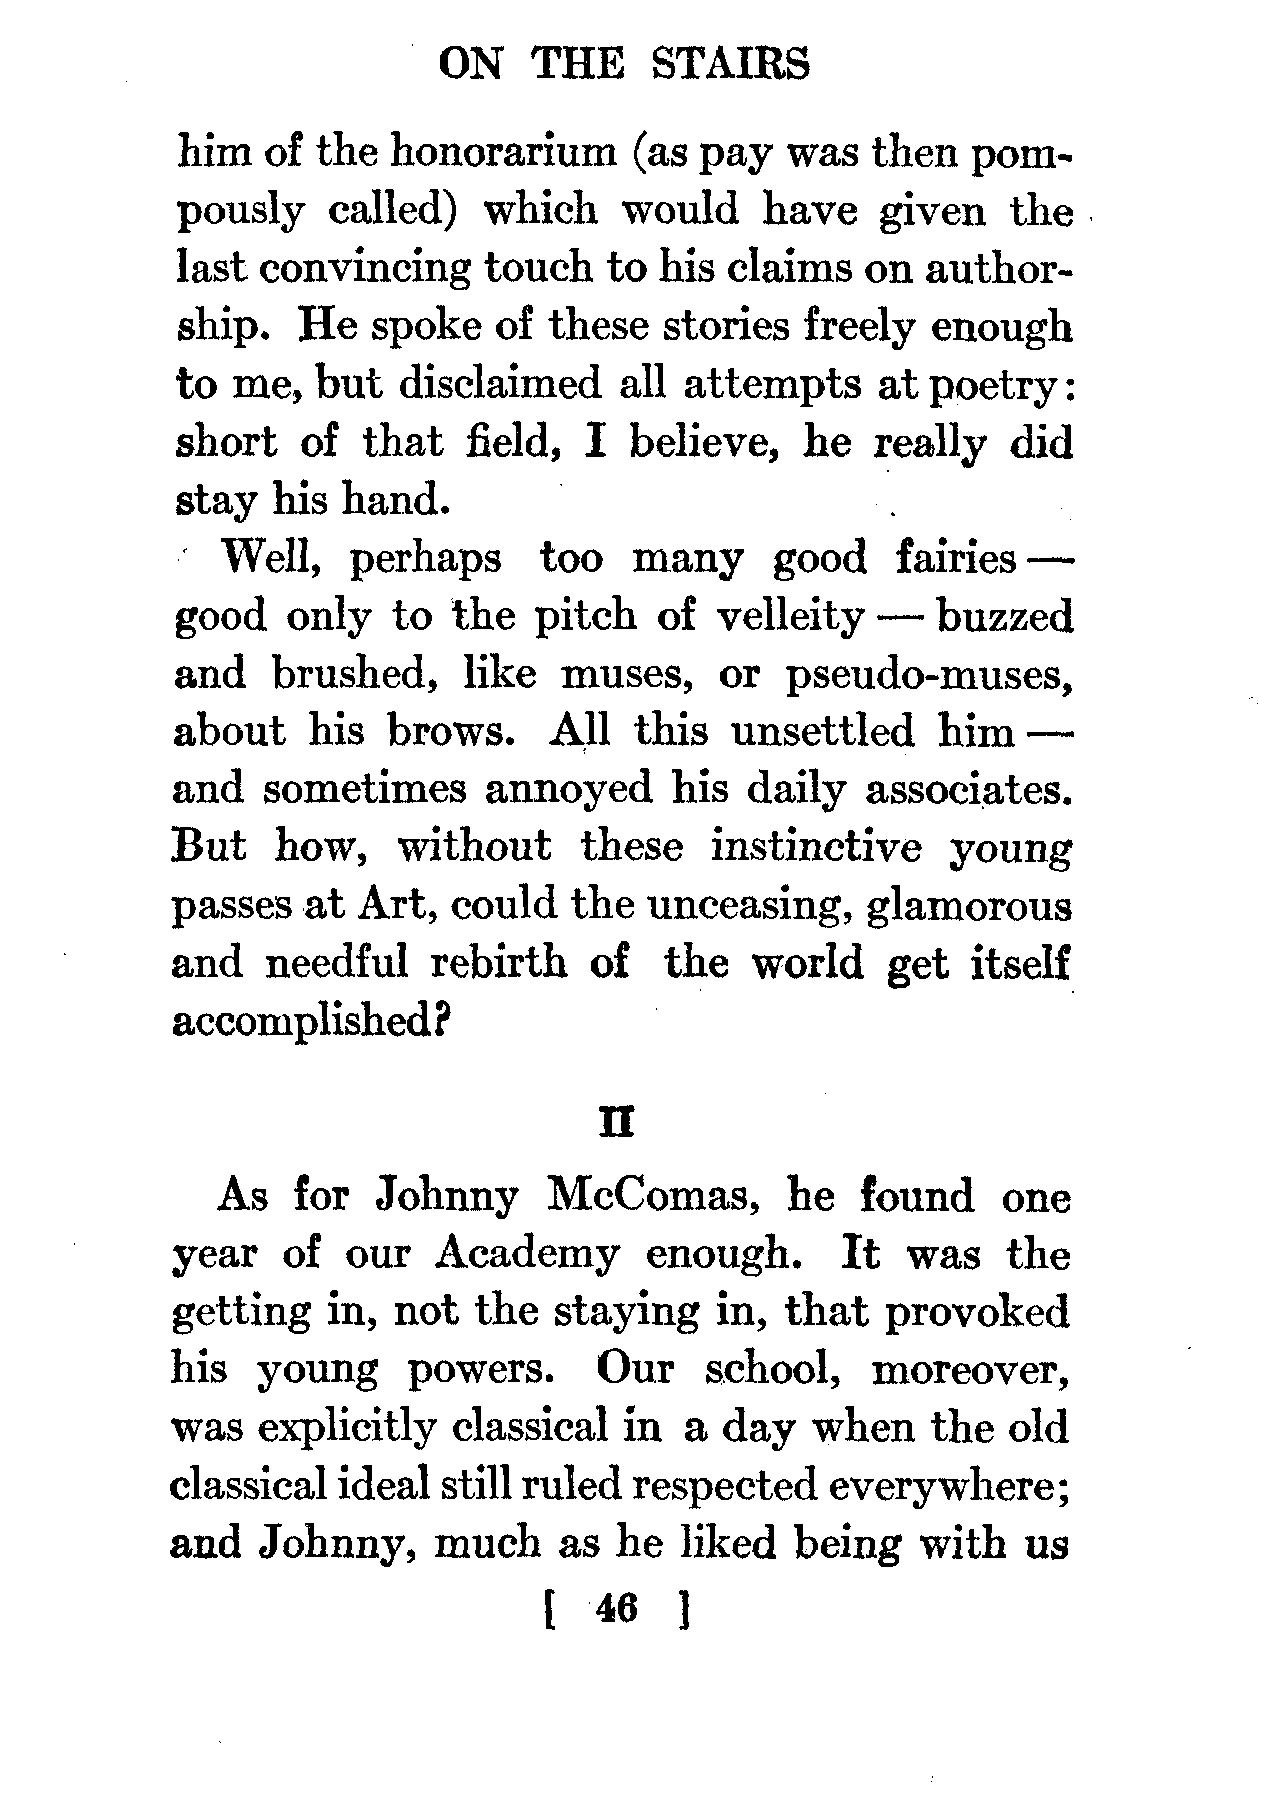 ON THE STAIRS
him of the honorarium (as pay was then pom-
pously called) which would have given the
last convincing touch to his claims on author-
ship. He spoke of these stories freely enough
to me, but disclaimed all attempts at poetry:
short of that field, I believe, he really did
stay his hand.
Well, perhaps too many good fairies —
good only to the pitch of velleity — buzzed
and brushed, like muses, or pseudo-muses,
about his brows. All this unsettled him —
and sometimes annoyed his daily associates.
But how, without these instinctive young
passes at Art, could the unceasing, glamorous
and needful rebirth of the world get itself
accomplished?
II
As for Johnny McComas, he found one
year of our Academy enough. It was the
getting in, not the staying in, that provoked
his young powers. Our school, moreover,
was explicitly classical in a day when the old
classical ideal still ruled respected everywhere;
and Johnny, much as he liked being with us
[ 46 ]